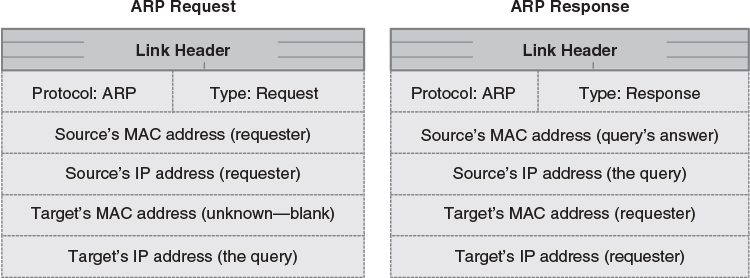 ARP Request
Link Header
Protocol: ARP
Type: Request
Source's MAC address (requester)
Source's IP address (requester)
Target's MAC address (unknown—blank)
Target's IP address (the query)
ARP Response
Link Header
Protocol: ARP
Type: Response
Source's MAC address (query's answer)
Source's IP address (the query)
Target's MAC address (requester)
Target's IP address (requester)